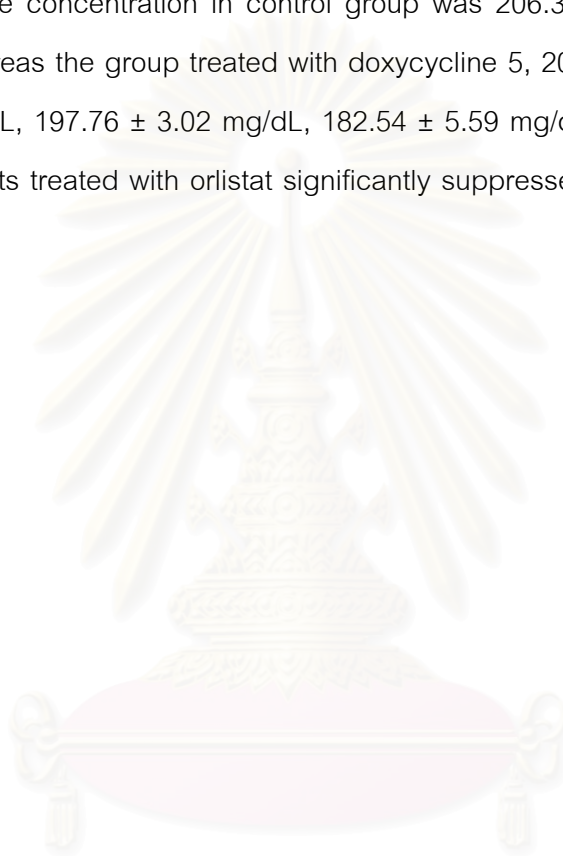 e concentration in control group was 206.3
reas the group treated with doxycycline 5, 20
L, 197.76 ± 3.02 mg/dL, 182.54 ± 5.59 mg/d
ts treated with orlistat significantly suppresse